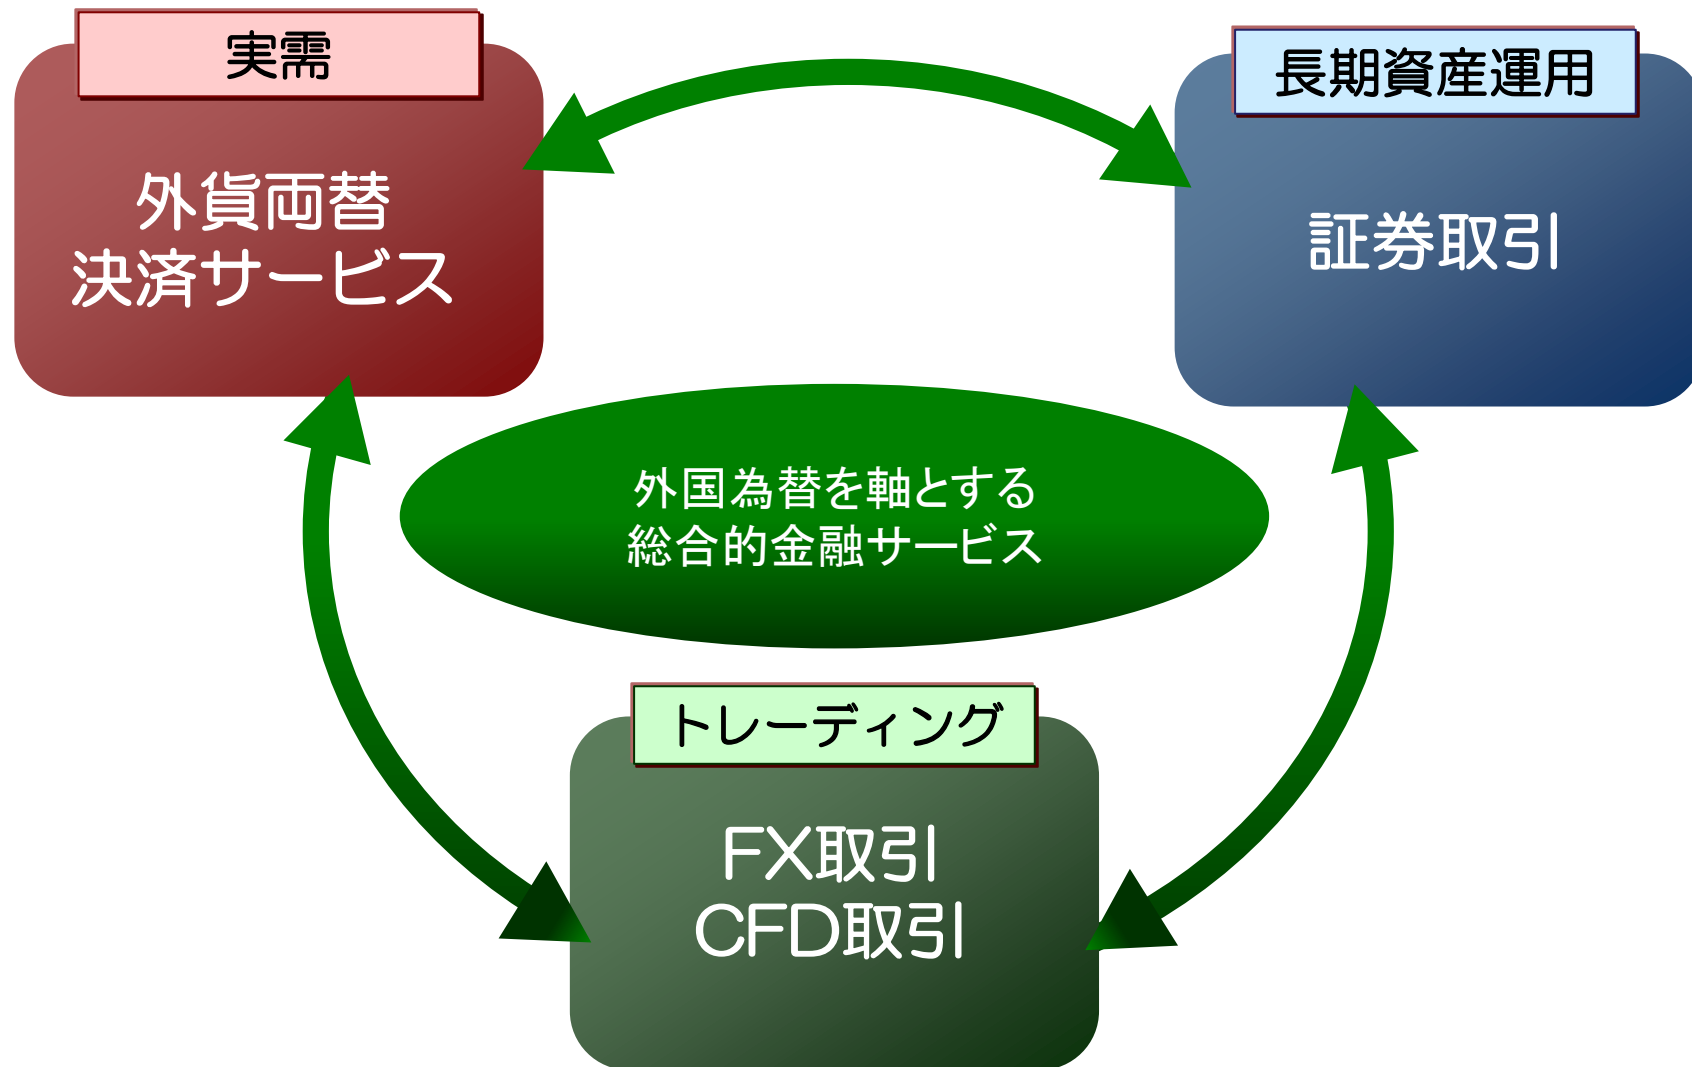 実需
外貨両替
決済サービス
長期資産運用
証券取引
外国為替を軸とする
総合的金融サービス
トレーディング
FX取引
CFD取引